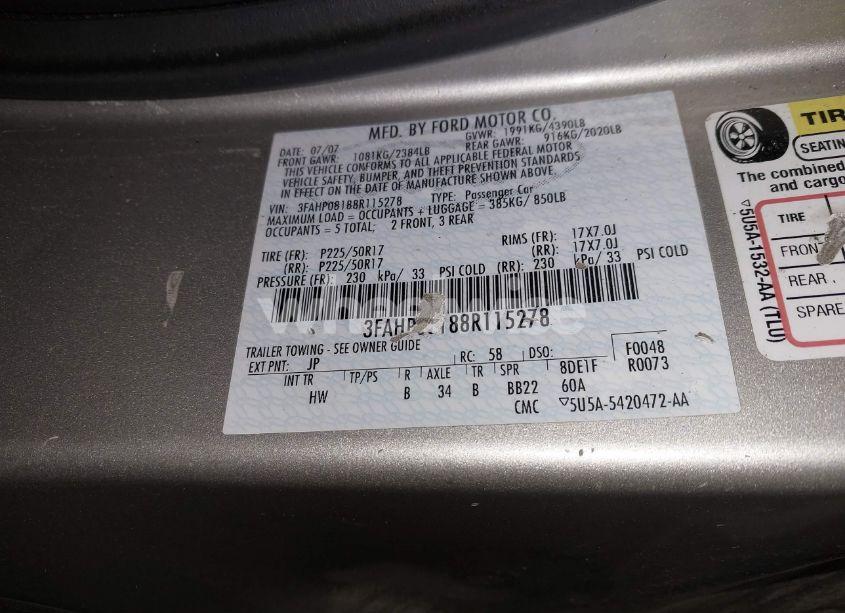 MFD. BY FORD MOTOR CO.
DATE: 07/07 GVWR: 1991KG/4390LB
FRONT GAWR: 1081KG/2384LB REAR GAWR: 916KG/2020LB
THIS VEHICLE CONFORMS TO ALL APPLICABLE FEDERAL MOTOR
VEHICLE SAFETY, BUMPER, AND THEFT PREVENTION STANDARDS
IN EFFECT ON THE DATE OF MANUFACTURE SHOWN ABOVE.
VIN: 3FAHP08188R115278 TYPE: Passenger Car
MAXIMUM LOAD = OCCUPANTS + LUGGAGE = 385KG/ 850LB
OCCUPANTS = 5 TOTAL; 2 FRONT, 3 REAR
TIRE (FR): P225/50R17 RIMS (FR): 17X7.0J
(RR): P225/50R17 (RR): 17X7.0J
PRESSURE (FR): 230 kPa/ 33 PSI COLD (RR): 230 kPa/ 33 PSI COLD
3FAHP08188R115278
TRAILER TOWING - SEE OWNER GUIDE
EXT PNT: JP RC: 58 DSO: F0048
INT TR TP/PS R AXLE TR SPR 8DE1F R0073
HW B 34 B BB22 60A
CMC ▽5U5A-5420472-AA
TIR
SEATIN
The combined
and cargo
TIRE
FRONT
REAR
SPARE
▽5U5A-1532-AA (TLU)